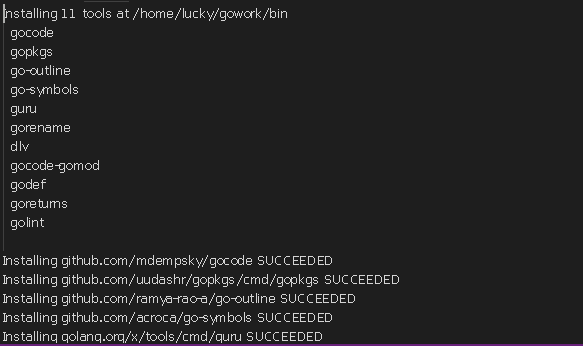 Installing 11 tools at /home/lucky/gowork/bin
gocode
gopkgs
go-outline
go-symbols
guru
gorename
dlv
gocode-gomod
godef
goreturns
golint
Installing github.com/mdempsky/gocode SUCCEEDED
Installing github.com/uudashr/gopkgs/cmd/gopkgs SUCCEEDED
Installing github.com/ramya-rao-a/go-outline SUCCEEDED
Installing github.com/acroca/go-symbols SUCCEEDED
Installing golang.org/x/tools/cmd/guru SUCCEEDED